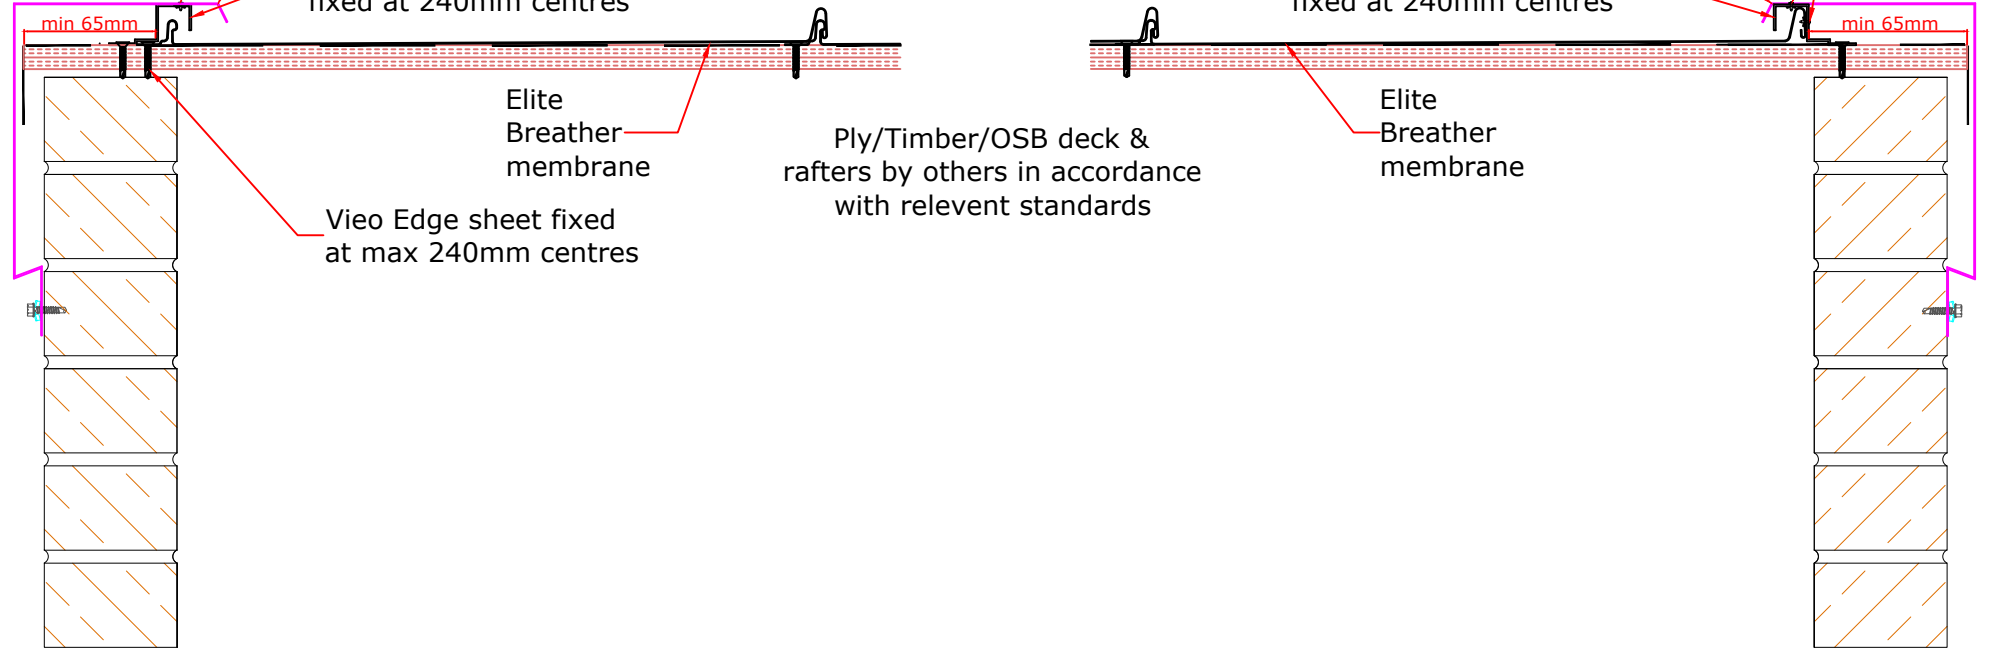 fixed at 240mm centres
fixed at 240mm centres
min 65mm
min 65mm
Elite
Breather
membrane
Ply/Timber/OSB deck &
rafters by others in accordance
with relevent standards
Elite
Breather
membrane
Vieo Edge sheet fixed
at max 240mm centres